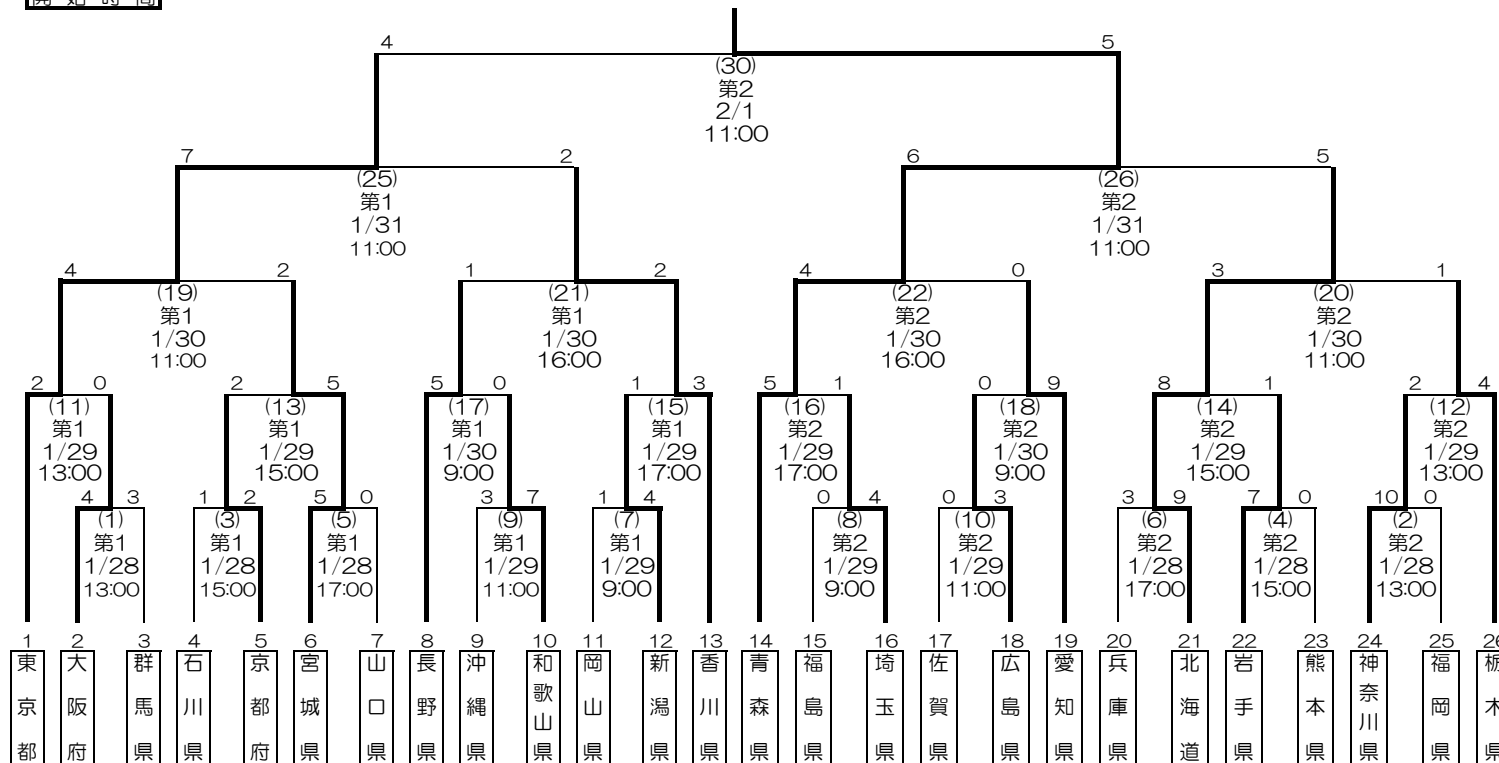 開始時間
4 5
(30)
第2
2/1
11:00
7 2 6 5
(25) (26)
第1 第2
1/31 1/31
11:00 11:00
4 2 1 2 4 0 3 1
(19) (21) (22) (20)
第1 第1 第2 第2
1/30 1/30 1/30 1/30
11:00 16:00 16:00 11:00
2 0 2 5 5 0 1 3 5 1 0 9 8 1 2 4
(11) (13) (17) (15) (16) (18) (14) (12)
第1 第1 第1 第1 第2 第2 第2 第2
1/29 1/29 1/30 1/29 1/29 1/30 1/29 1/29
13:00 15:00 9:00 17:00 17:00 9:00 15:00 13:00
4 3 1 2 5 0 3 7 1 4 0 4 0 3 3 9 7 0 10 0
(1) (3) (5) (9) (7) (8) (10) (6) (4) (2)
第1 第1 第1 第1 第1 第2 第2 第2 第2 第2
1/28 1/28 1/28 1/29 1/29 1/29 1/29 1/28 1/28 1/28
13:00 15:00 17:00 11:00 9:00 9:00 11:00 17:00 15:00 13:00
1 2 3 4 5 6 7 8 9 10 11 12 13 14 15 16 17 18 19 20 21 22 23 24 25 26
東京都
大阪府
群馬県
石川県
京都府
宮城県
山口県
長野県
沖縄県
和歌山県
岡山県
新潟県
香川県
青森県
福島県
埼玉県
佐賀県
広島県
愛知県
兵庫県
北海道
岩手県
熊本県
神奈川県
福岡県
栃木県